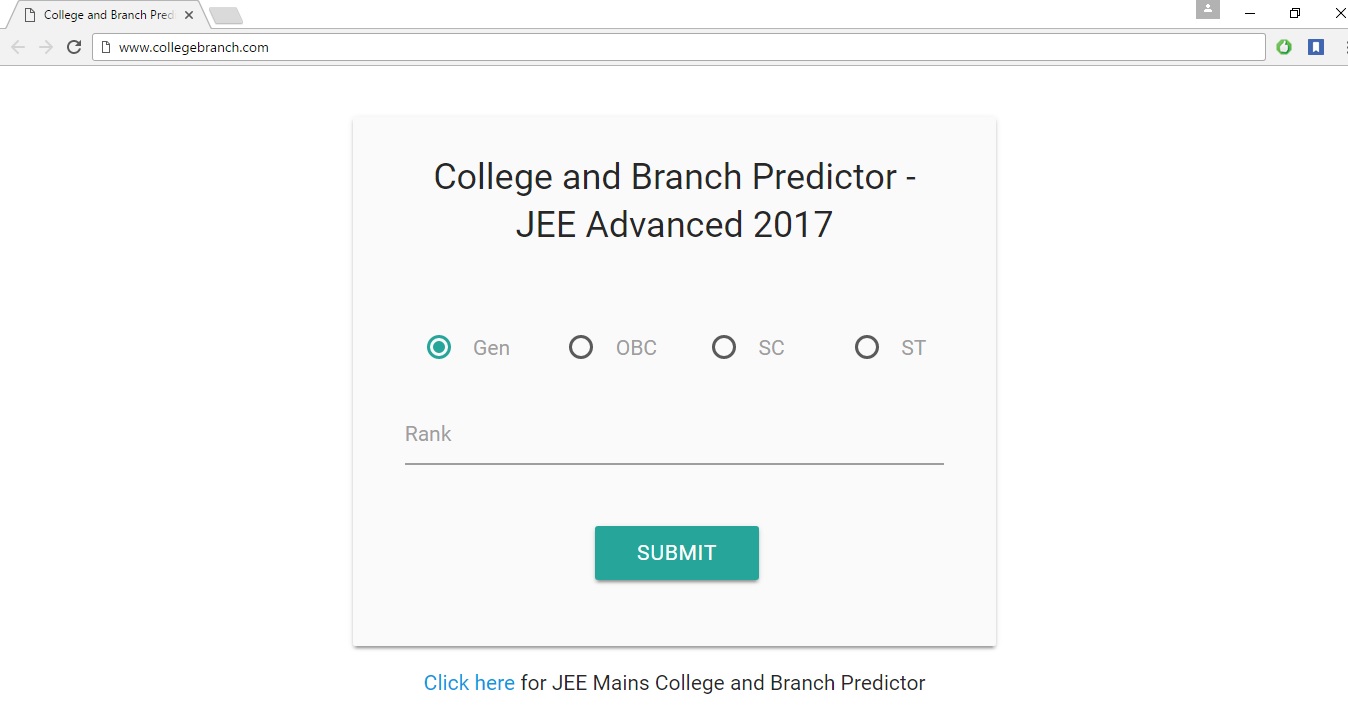 College and Branch Pred
www.collegebranch.com
College and Branch Predictor -
JEE Advanced 2017
Gen OBC SC ST
Rank
SUBMIT
Click here for JEE Mains College and Branch Predictor